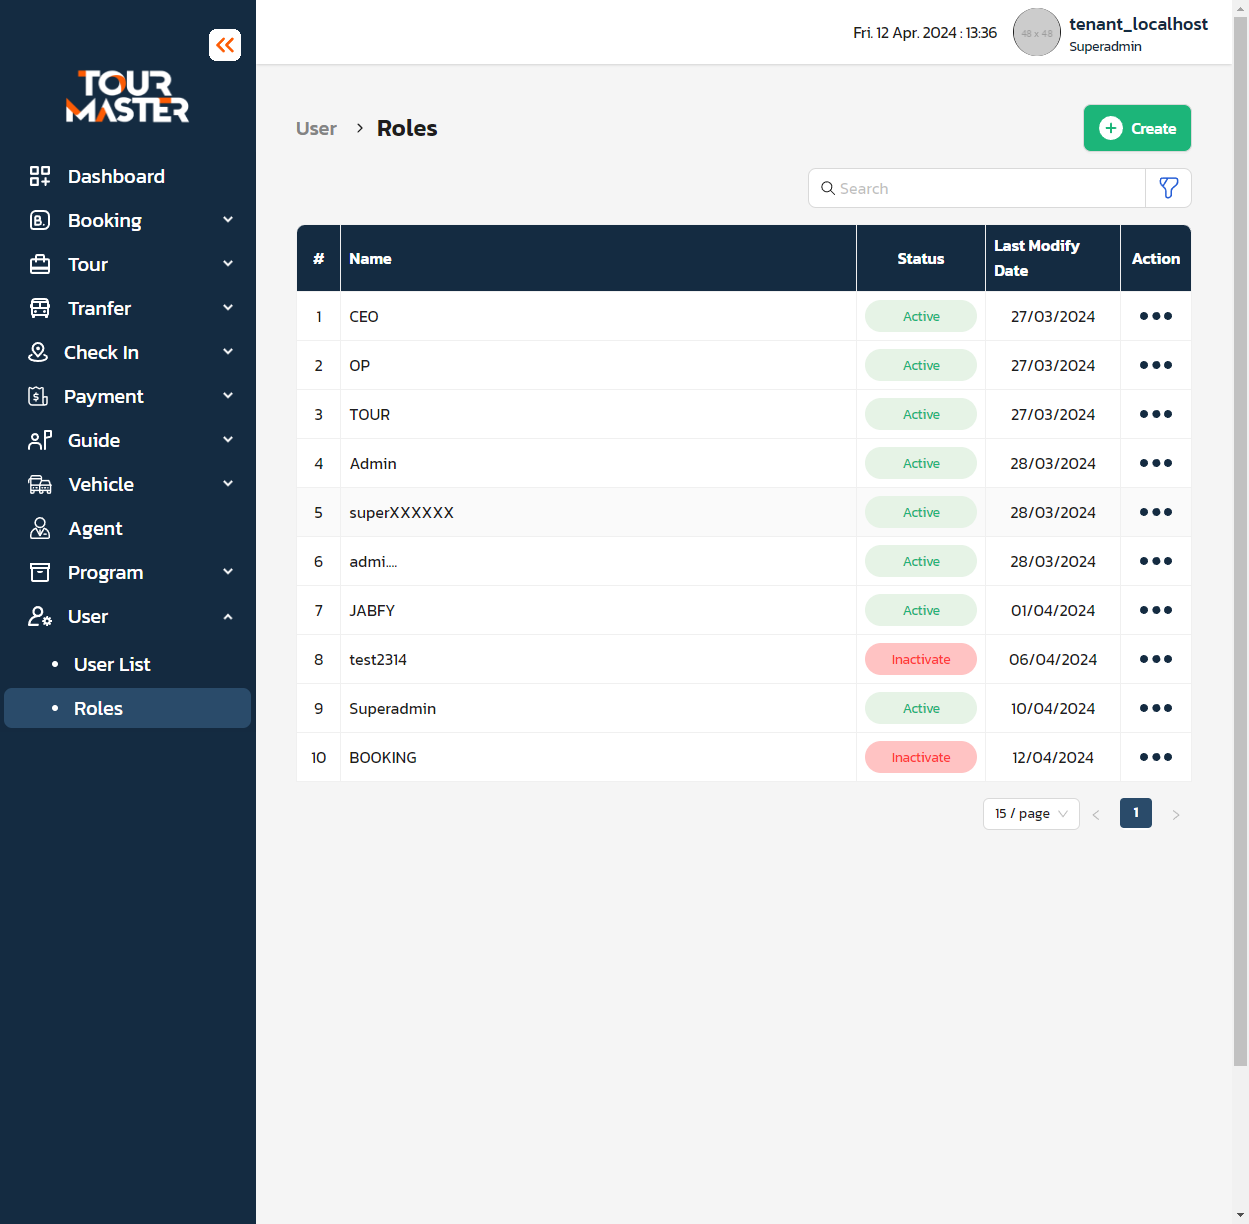 Fri. 12 Apr. 2024 : 13:36
48 x 48
tenant_localhost
Superadmin
TOUR
MASTER
Dashboard
Booking
Tour
Tranfer
Check In
Payment
Guide
Vehicle
Agent
Program
User
• User List
• Roles
User > Roles
Create
Search
# Name Status Last Modify Date Action
1 CEO Active 27/03/2024
2 OP Active 27/03/2024
3 TOUR Active 27/03/2024
4 Admin Active 28/03/2024
5 superXXXXXX Active 28/03/2024
6 admi.... Active 28/03/2024
7 JABFY Active 01/04/2024
8 test2314 Inactivate 06/04/2024
9 Superadmin Active 10/04/2024
10 BOOKING Inactivate 12/04/2024
15 / page < 1 >